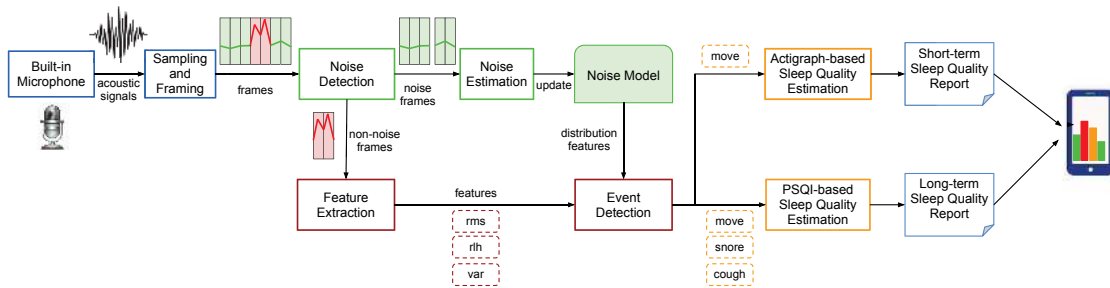 Built-in
Microphone
acoustic
signals
Sampling
and
Framing
frames
Noise
Detection
noise
frames
Noise
Estimation
update
Noise Model
non-noise
frames
distribution
features
Feature
Extraction
features
rms
rlh
var
Event
Detection
move
Actigraph-based
Sleep Quality
Estimation
Short-term
Sleep Quality
Report
move
snore
cough
PSQI-based
Sleep Quality
Estimation
Long-term
Sleep Quality
Report